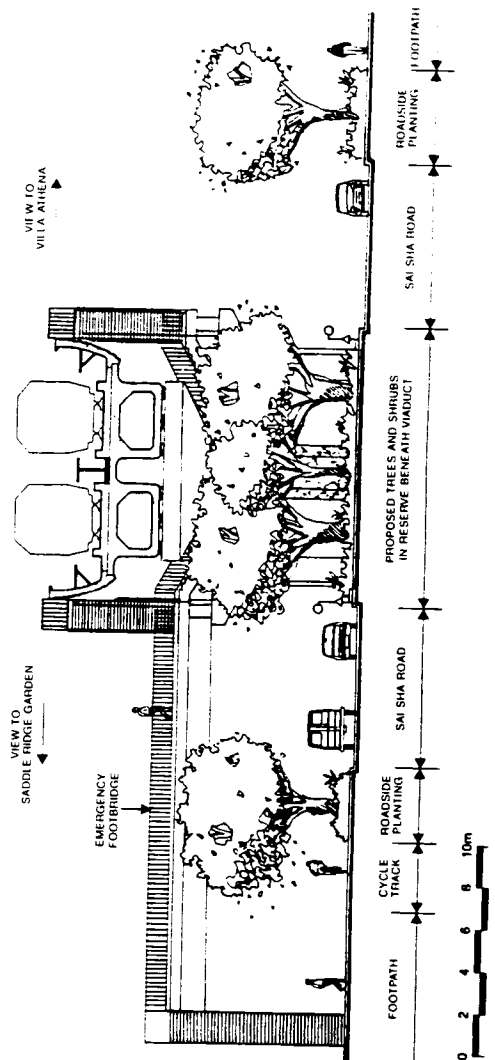 VIEW TO
SADDLE RIDGE GARDEN
VIEW TO
VILLA ATHENA
EMERGENCY
FOOTBRIDGE
FOOTPATH
CYCLE
TRACK
ROADSIDE
PLANTING
SAI SHA ROAD
PROPOSED TREES AND SHRUBS
IN RESERVE BENEATH VIADUCT
SAI SHA ROAD
ROADSIDE
PLANTING
FOOTPATH
0 2 4 6 8 10m